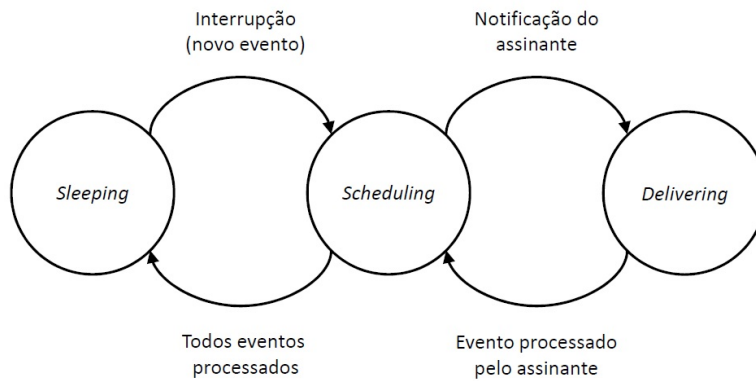 Interrupção
(novo evento)
Notificação do
assinante
Sleeping
Scheduling
Delivering
Todos eventos
processados
Evento processado
pelo assinante